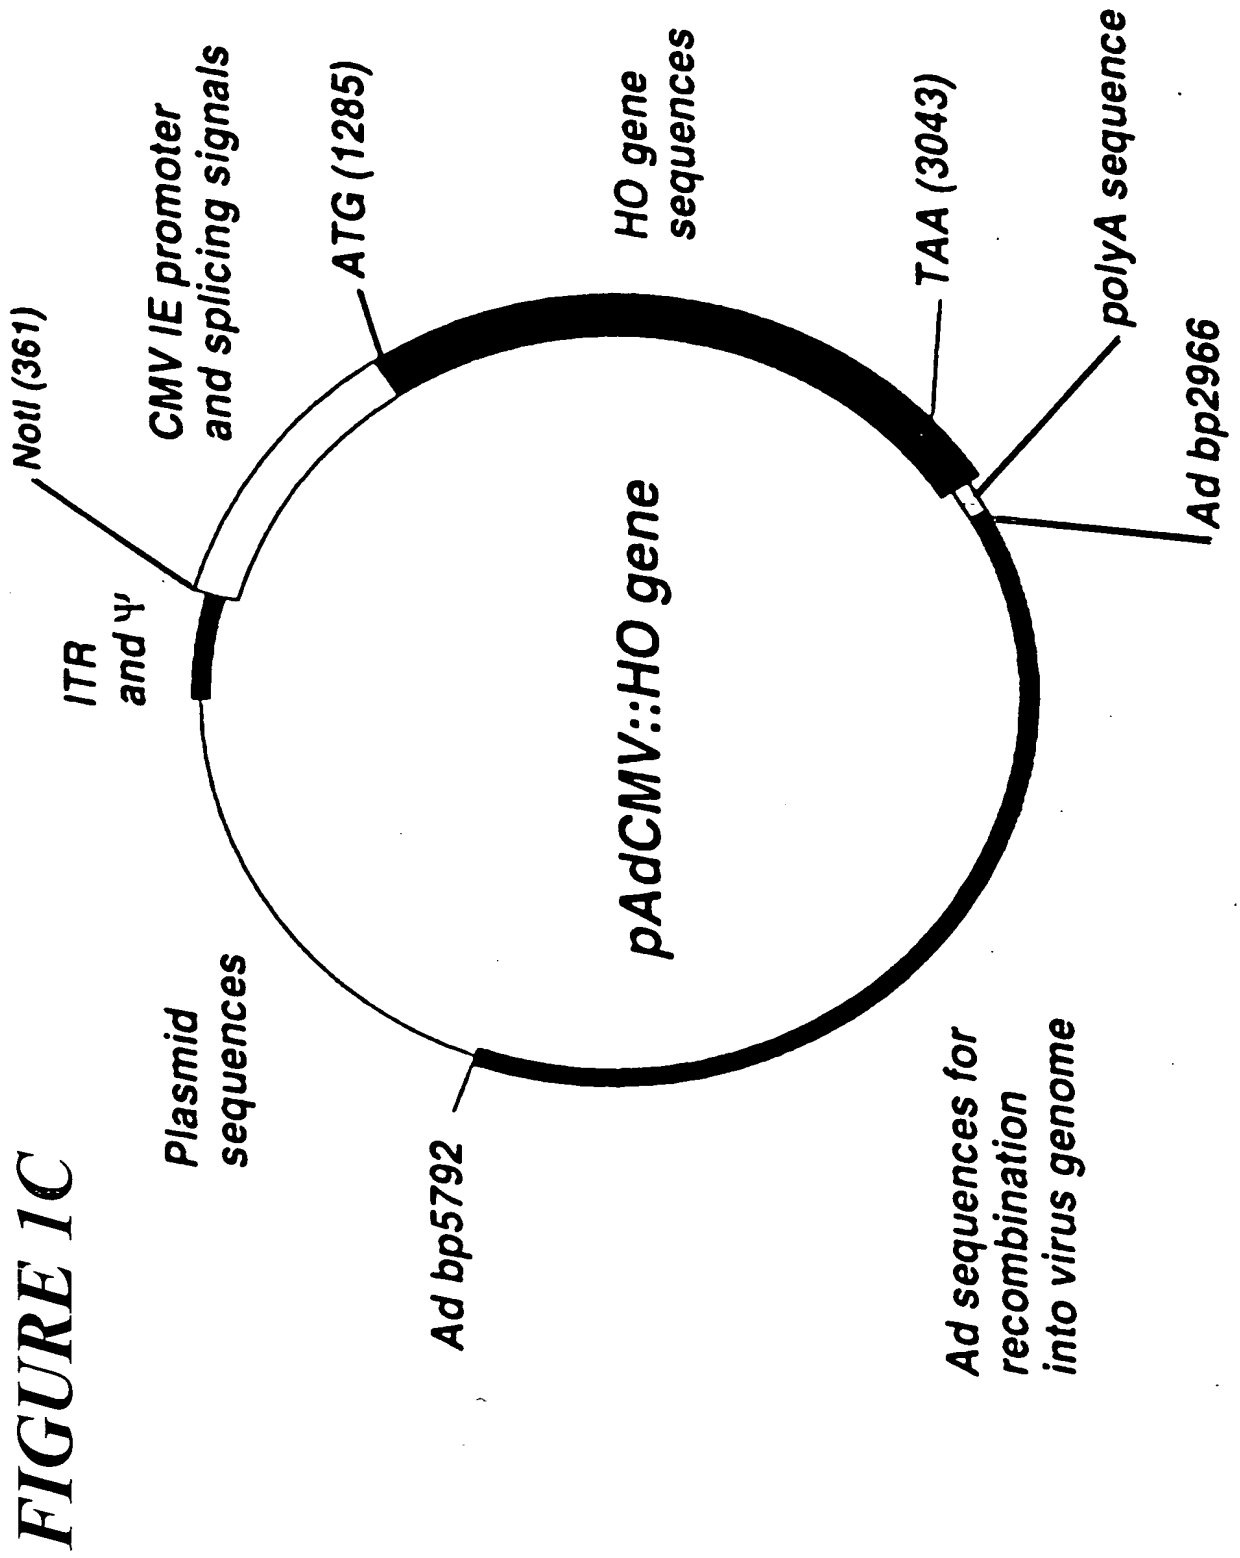 FIGURE 1C
NotI (361)
ITR
and Ψ
CMV IE promoter
and splicing signals
ATG (1285)
Plasmid
sequences
HO gene
sequences
Ad bp5792
pAdCMV::HO gene
TAA (3043)
polyA sequence
Ad bp2966
Ad sequences for
recombination
into virus genome